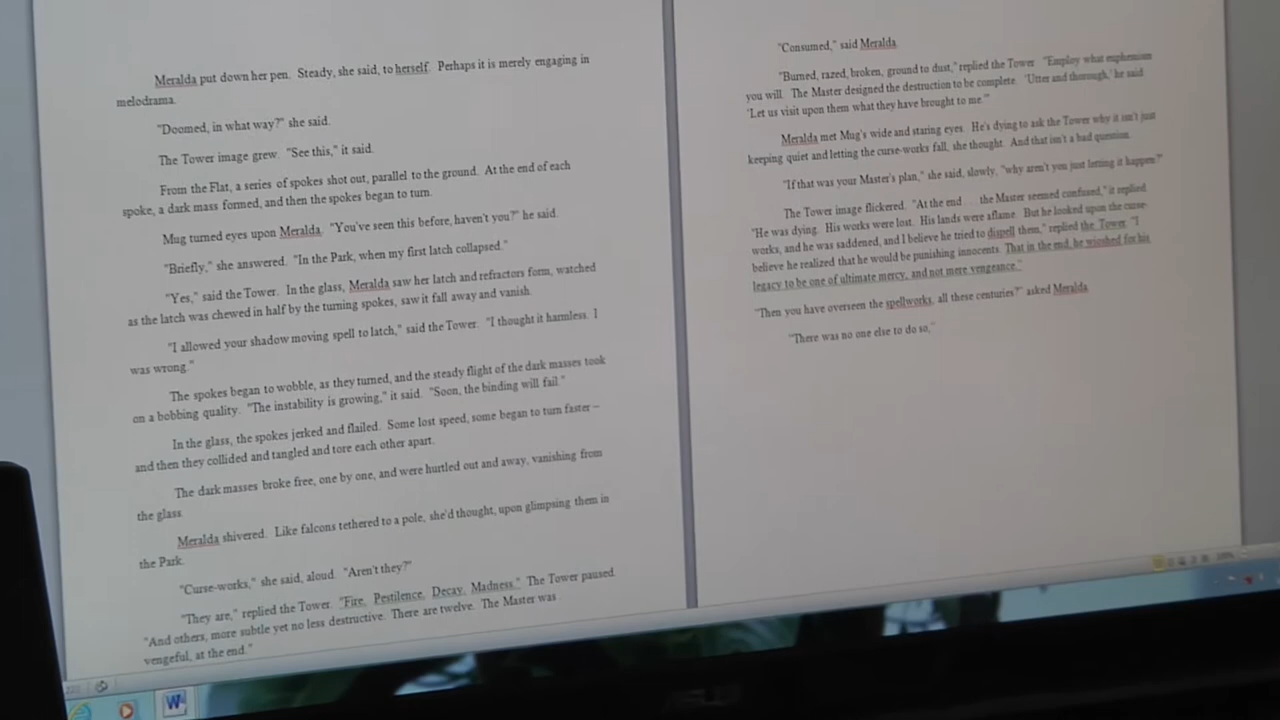 Meralda put down her pen. Steady, she said, to herself. Perhaps it is merely engaging in
melodrama.
"Doomed, in what way?" she said.
The Tower image grew. "See this," it said.
From the Flat, a series of spokes shot out, parallel to the ground. At the end of each
spoke, a dark mass formed, and then the spokes began to turn.
Mug turned eyes upon Meralda. "You've seen this before, haven't you?" he said.
"Briefly," she answered. "In the Park, when my first latch collapsed."
"Yes," said the Tower. In the glass, Meralda saw her latch and refractors form, watched
as the latch was chewed in half by the turning spokes, saw it fall away and vanish.
"I allowed your shadow moving spell to latch," said the Tower. "I thought it harmless. I
was wrong."
The spokes began to wobble, as they turned, and the steady flight of the dark masses took
on a bobbing quality. "The instability is growing," it said. "Soon, the binding will fail."
In the glass, the spokes jerked and flailed. Some lost speed, some began to turn faster –
and then they collided and tangled and tore each other apart.
The dark masses broke free, one by one, and were hurtled out and away, vanishing from
the glass.
Meralda shivered. Like falcons tethered to a pole, she'd thought, upon glimpsing them in
the Park.
"Curse-works," she said, aloud. "Aren't they?"
"They are," replied the Tower. "Fire, Pestilence, Decay, Madness." The Tower paused.
"And others, more subtle yet no less destructive. There are twelve. The Master was
vengeful, at the end."
"Consumed," said Meralda.
"Burned, razed, broken, ground to dust," replied the Tower. "Employ what euphemism
you will. The Master designed the destruction to be complete. 'Utter and thorough,' he said.
'Let us visit upon them what they have brought to me.'"
Meralda met Mug's wide and staring eyes. He's dying to ask the Tower why it isn't just
keeping quiet and letting the curse-works fall, she thought. And that isn't a bad question.
"If that was your Master's plan," she said, slowly, "why aren't you just letting it happen?"
The Tower image flickered. "At the end . . . the Master seemed confused," it replied.
"He was dying. His works were lost. His lands were aflame. But he looked upon the curse-
works, and he was saddened, and I believe he tried to dispell them," replied the Tower. "I
believe he realized that he would be punishing innocents. That in the end, he wished for his
legacy to be one of ultimate mercy, and not mere vengeance."
"Then you have overseen the spellworks, all these centuries?" asked Meralda.
"There was no one else to do so,"
W